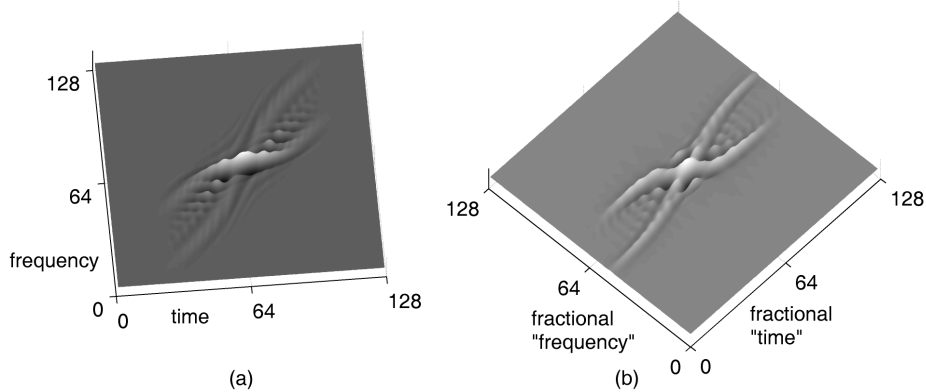 128
64
frequency
0
0
time
64
128
(a)
128
64
fractional
"frequency"
0
0
fractional
"time"
64
128
(b)